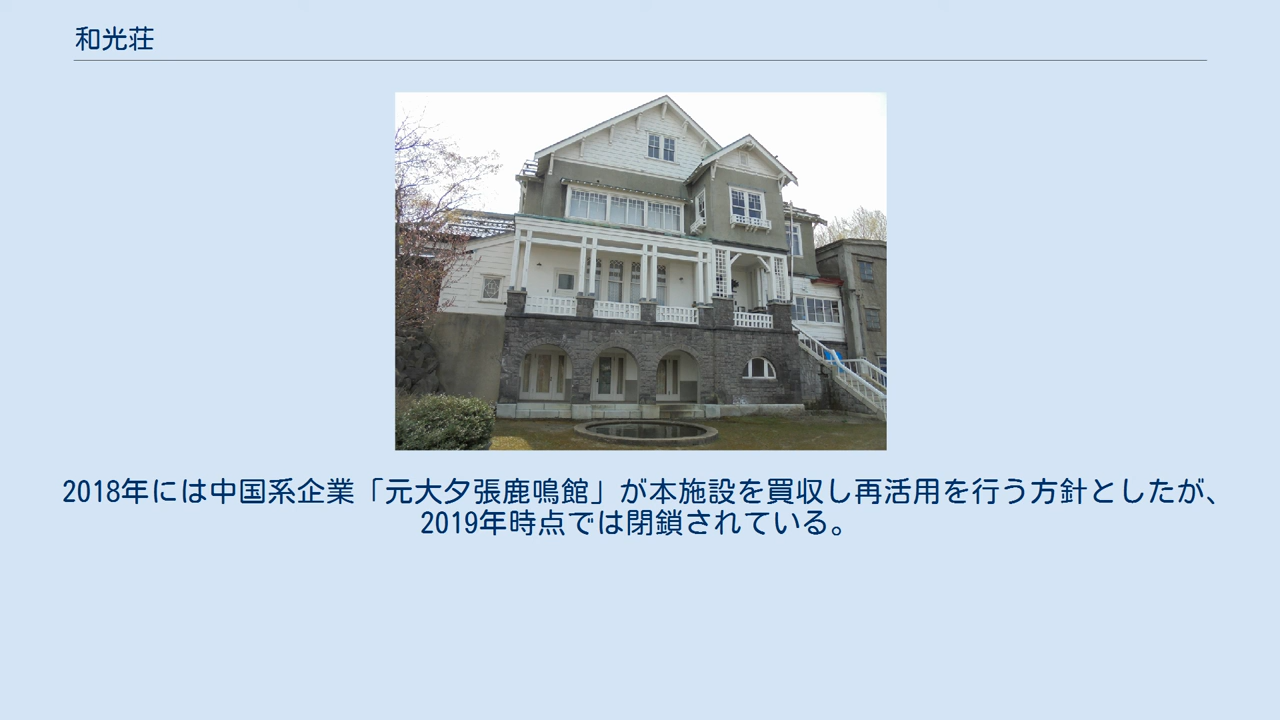 和光荘
2018年には中国系企業「元大夕張鹿鳴館」が本施設を買収し再活用を行う方針としたが、
2019年時点では閉鎖されている。